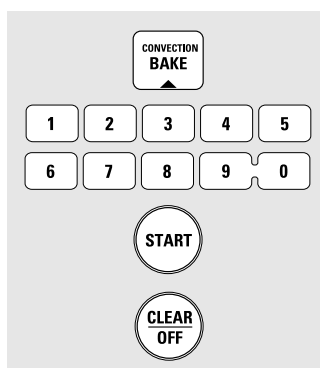 CONVECTION
BAKE
1 2 3 4 5
6 7 8 9 0
START
CLEAR
OFF